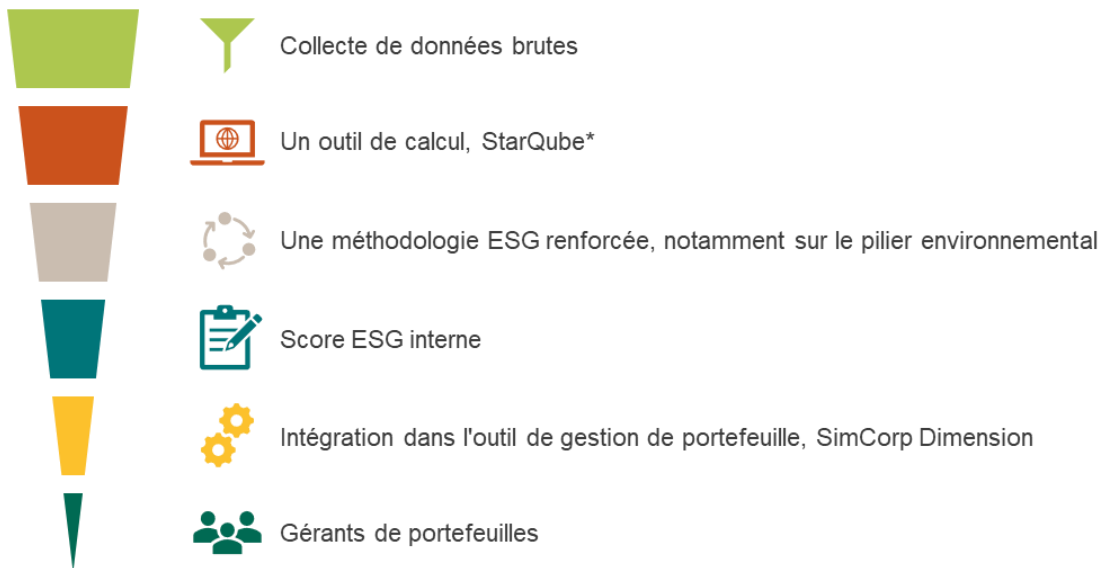 Collecte de données brutes
Un outil de calcul, StarQube*
Une méthodologie ESG renforcée, notamment sur le pilier environnemental
Score ESG interne
Intégration dans l'outil de gestion de portefeuille, SimCorp Dimension
Gérants de portefeuilles